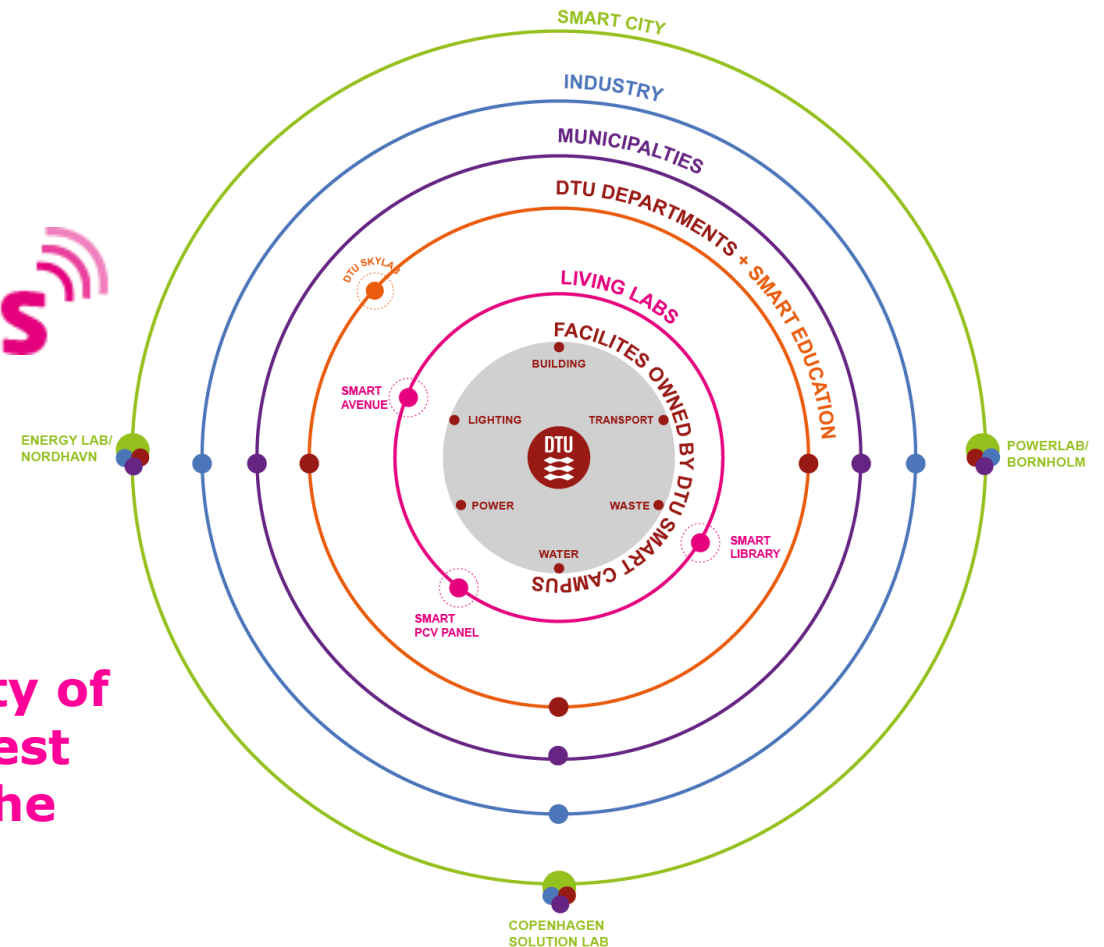 SMART CITY
INDUSTRY
MUNICIPALTIES
DTU DEPARTMENTS + SMART EDUCATION
DTU SKYLAB
LIVING LABS
FACILITES OWNED BY DTU SMART CAMPUS
s
BUILDING
SMART
AVENUE
LIGHTING
TRANSPORT
DTU
ENERGY LAB/
NORDHAVN
POWERLAB/
BORNHOLM
POWER
WASTE
WATER
SMART
LIBRARY
SMART
PCV PANEL
ty of
est
he
COPENHAGEN
SOLUTION LAB